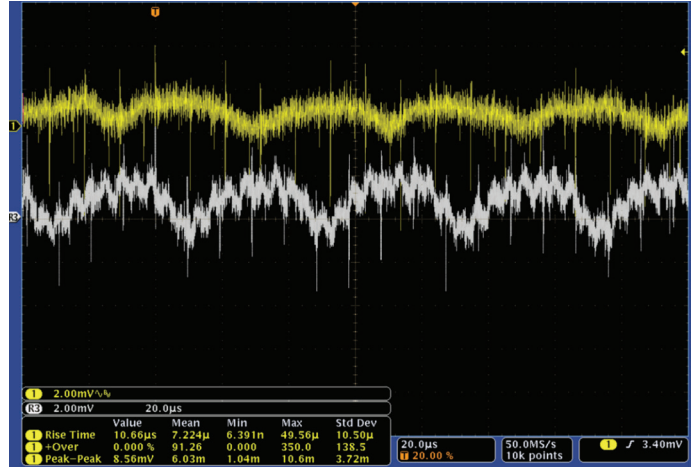 T
1
R3
1 2.00mV∿
R3 2.00mV 20.0µs
Value Mean Min Max Std Dev
1 Rise Time 10.66µs 7.224µ 6.391n 49.56µ 10.50µ
1 +Over 0.000 % 91.26 0.000 350.0 138.5
1 Peak-Peak 8.56mV 6.03m 1.04m 10.6m 3.72m
20.0µs
T 20.00 %
50.0MS/s
10k points
1 ƒ 3.40mV